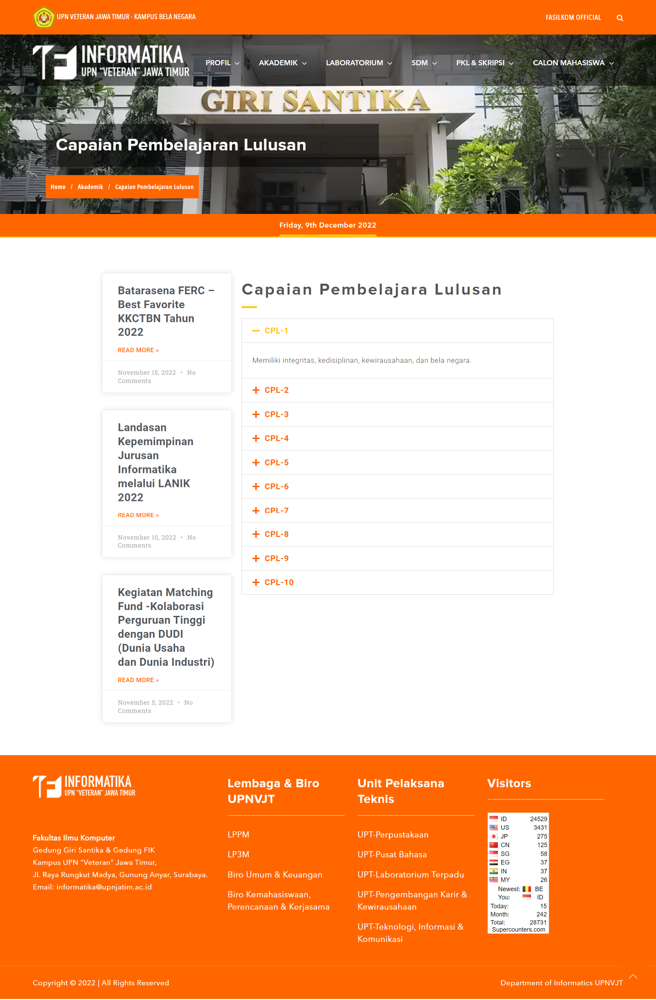 UPN VETERAN JAWA TIMUR - KAMPUS BELA NEGARA
FASILKOM OFFICIAL
INFORMATIKA
UPN “VETERAN” JAWA TIMUR
PROFIL
AKADEMIK
LABORATORIUM
SDM
PKL & SKRIPSI
CALON MAHASISWA
GIRI SANTIKA
Capaian Pembelajaran Lulusan
Home / Akademik / Capaian Pembelajaran Lulusan
Friday, 9th December 2022
Batarasena FERC –
Best Favorite
KKCTBN Tahun
2022
READ MORE »
November 15, 2022 • No
Comments
Landasan
Kepemimpinan
Jurusan
Informatika
melalui LANIK
2022
READ MORE »
November 10, 2022 • No
Comments
Kegiatan Matching
Fund -Kolaborasi
Perguruan Tinggi
dengan DUDI
(Dunia Usaha
dan Dunia Industri)
READ MORE »
November 5, 2022 • No
Comments
Capaian Pembelajara Lulusan
CPL-1
Memiliki integritas, kedisiplinan, kewirausahaan, dan bela negara.
CPL-2
CPL-3
CPL-4
CPL-5
CPL-6
CPL-7
CPL-8
CPL-9
CPL-10
INFORMATIKA
UPN “VETERAN” JAWA TIMUR
Fakultas Ilmu Komputer
Gedung Giri Santika & Gedung FIK
Kampus UPN “Veteran” Jawa Timur,
Jl. Raya Rungkut Madya, Gunung Anyar, Surabaya.
Email: informatika@upnjatim.ac.id
Lembaga & Biro
UPNVJT
LPPM
LP3M
Biro Umum & Keuangan
Biro Kemahasiswaan,
Perencanaan & Kerjasama
Unit Pelaksana
Teknis
UPT-Perpustakaan
UPT-Pusat Bahasa
UPT-Laboratorium Terpadu
UPT-Pengembangan Karir &
Kewirausahaan
UPT-Teknologi, Informasi &
Komunikasi
Visitors
ID 24529
US 3431
JP 275
CN 125
SG 58
EG 37
IN 37
MY 26
Newest: BE
You: ID
Today: 15
Month: 242
Total: 28731
Supercounters.com
Copyright © 2022 | All Rights Reserved
Department of Informatics UPNVJT